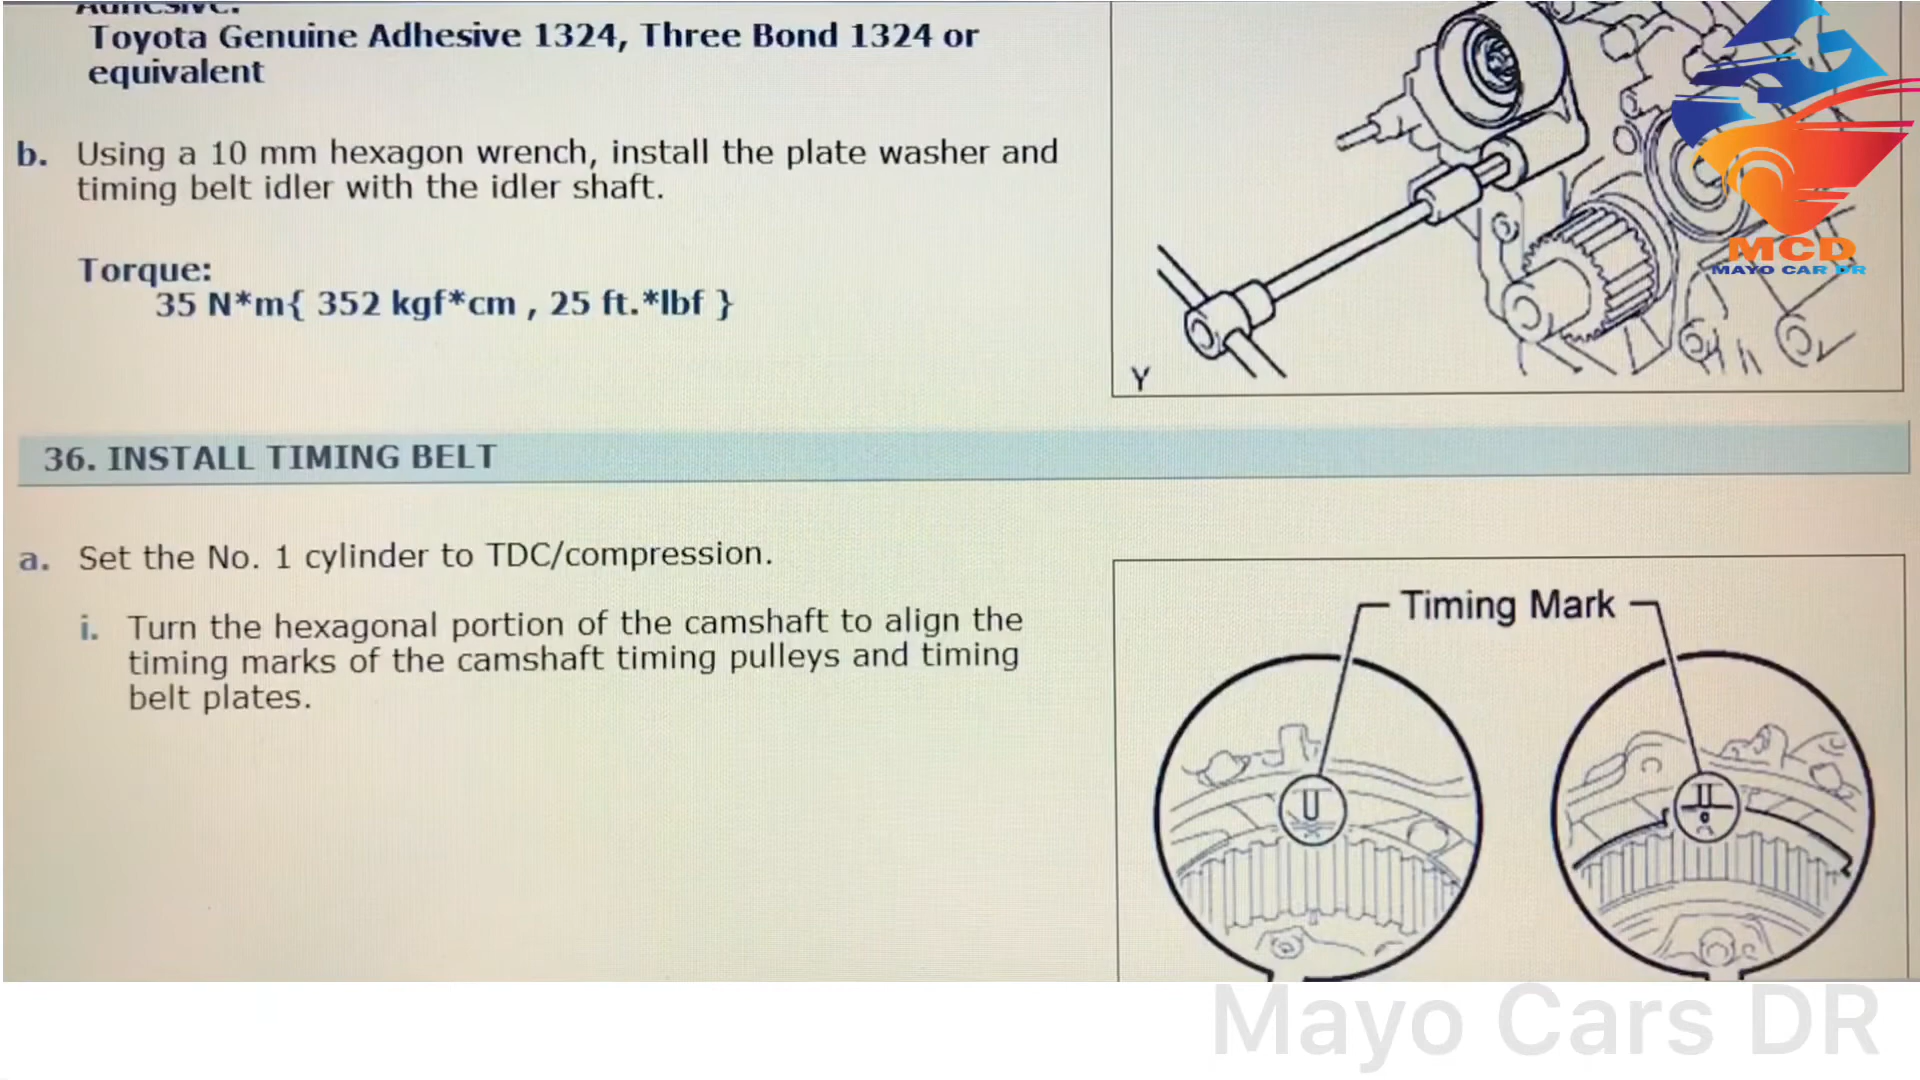 Adhesive:
Toyota Genuine Adhesive 1324, Three Bond 1324 or
equivalent
b. Using a 10 mm hexagon wrench, install the plate washer and
timing belt idler with the idler shaft.
Torque:
35 N*m{ 352 kgf*cm , 25 ft.*lbf }
Y
MCD
MAYO CAR DR
36. INSTALL TIMING BELT
a. Set the No. 1 cylinder to TDC/compression.
i. Turn the hexagonal portion of the camshaft to align the
timing marks of the camshaft timing pulleys and timing
belt plates.
Timing Mark
Mayo Cars DR